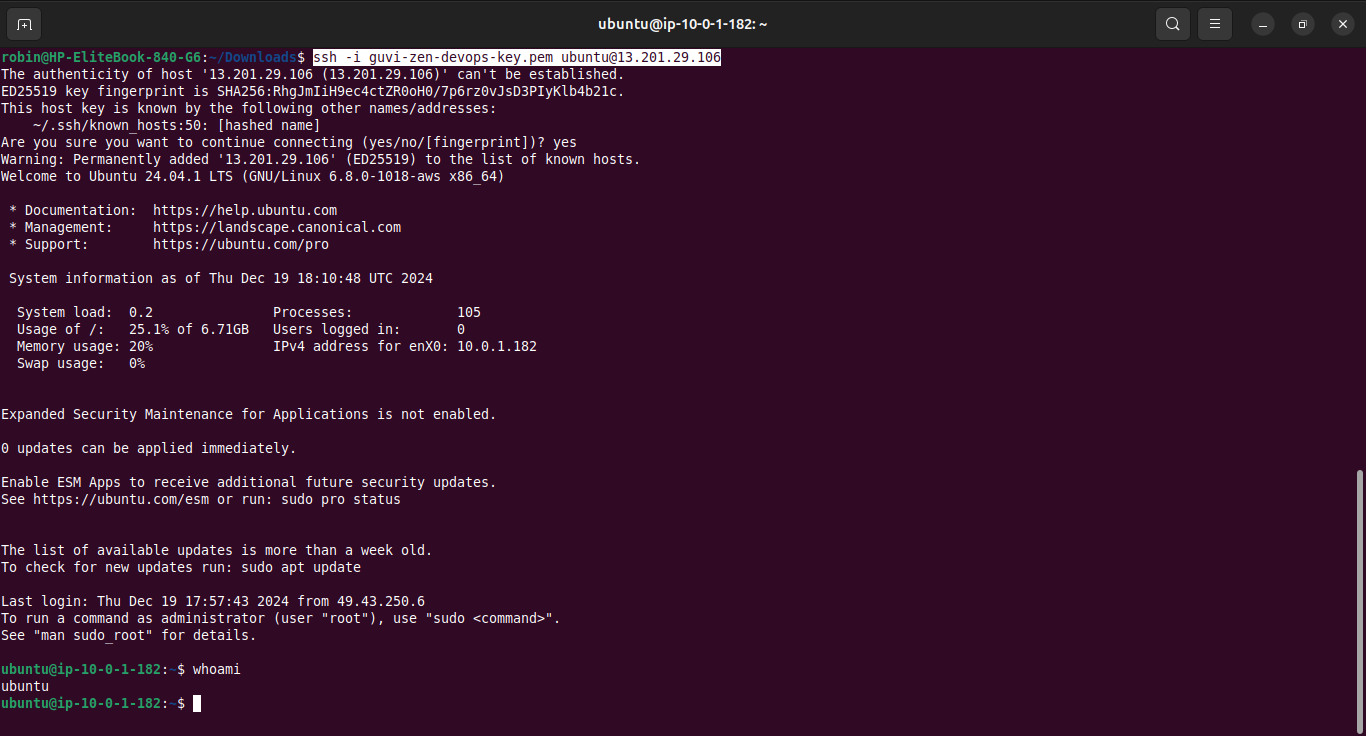 ubuntu@ip-10-0-1-182: ~
robin@HP-EliteBook-840-G6:~/Downloads$ ssh -i guvi-zen-devops-key.pem ubuntu@13.201.29.106
The authenticity of host '13.201.29.106 (13.201.29.106)' can't be established.
ED25519 key fingerprint is SHA256:RhgJmIiH9ec4ctZR0oH0/7p6rz0vJsD3PIyKlb4b21c.
This host key is known by the following other names/addresses:
    ~/.ssh/known_hosts:50: [hashed name]
Are you sure you want to continue connecting (yes/no/[fingerprint])? yes
Warning: Permanently added '13.201.29.106' (ED25519) to the list of known hosts.
Welcome to Ubuntu 24.04.1 LTS (GNU/Linux 6.8.0-1018-aws x86_64)
 * Documentation:  https://help.ubuntu.com
 * Management:     https://landscape.canonical.com
 * Support:        https://ubuntu.com/pro
 System information as of Thu Dec 19 18:10:48 UTC 2024
  System load:  0.2               Processes:             105
  Usage of /:   25.1% of 6.71GB   Users logged in:       0
  Memory usage: 20%               IPv4 address for enX0: 10.0.1.182
  Swap usage:   0%
Expanded Security Maintenance for Applications is not enabled.
0 updates can be applied immediately.
Enable ESM Apps to receive additional future security updates.
See https://ubuntu.com/esm or run: sudo pro status
The list of available updates is more than a week old.
To check for new updates run: sudo apt update
Last login: Thu Dec 19 17:57:43 2024 from 49.43.250.6
To run a command as administrator (user "root"), use "sudo <command>".
See "man sudo_root" for details.
ubuntu@ip-10-0-1-182:~$ whoami
ubuntu
ubuntu@ip-10-0-1-182:~$